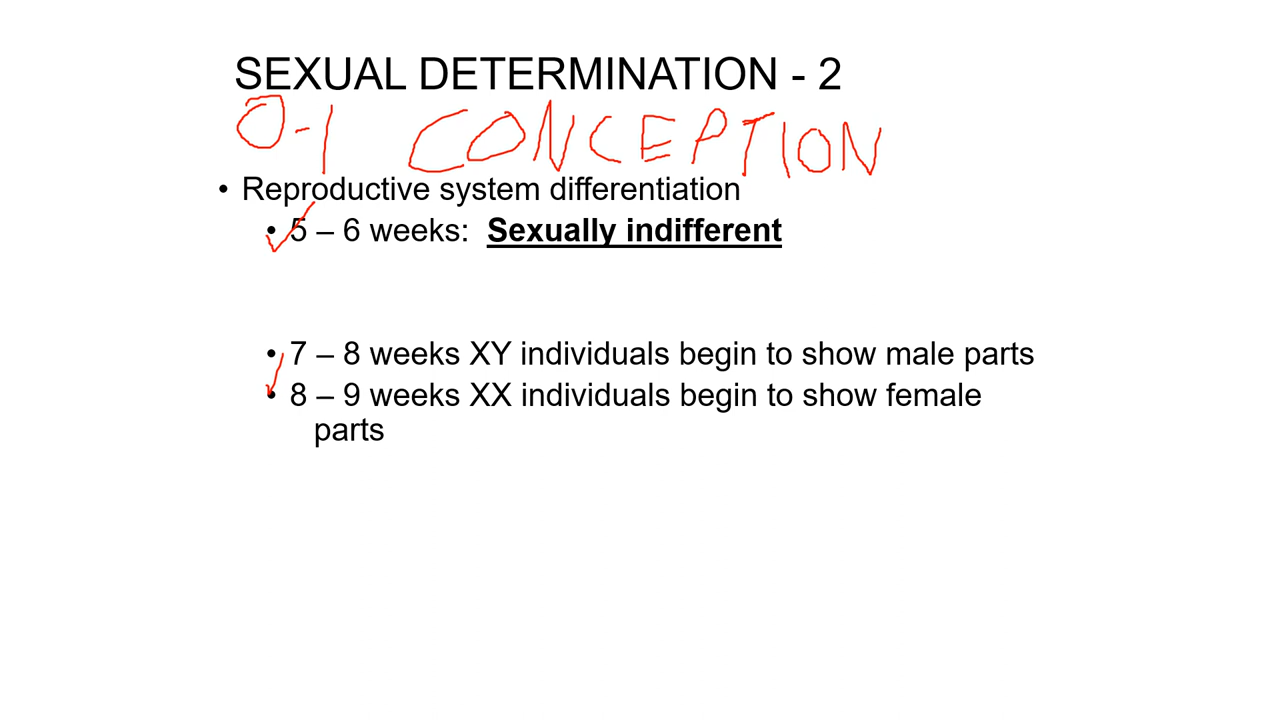 SEXUAL DETERMINATION - 2
0-1 CONCEPTION
• Reproductive system differentiation
• 5 – 6 weeks: Sexually indifferent
• 7 – 8 weeks XY individuals begin to show male parts
• 8 – 9 weeks XX individuals begin to show female
parts